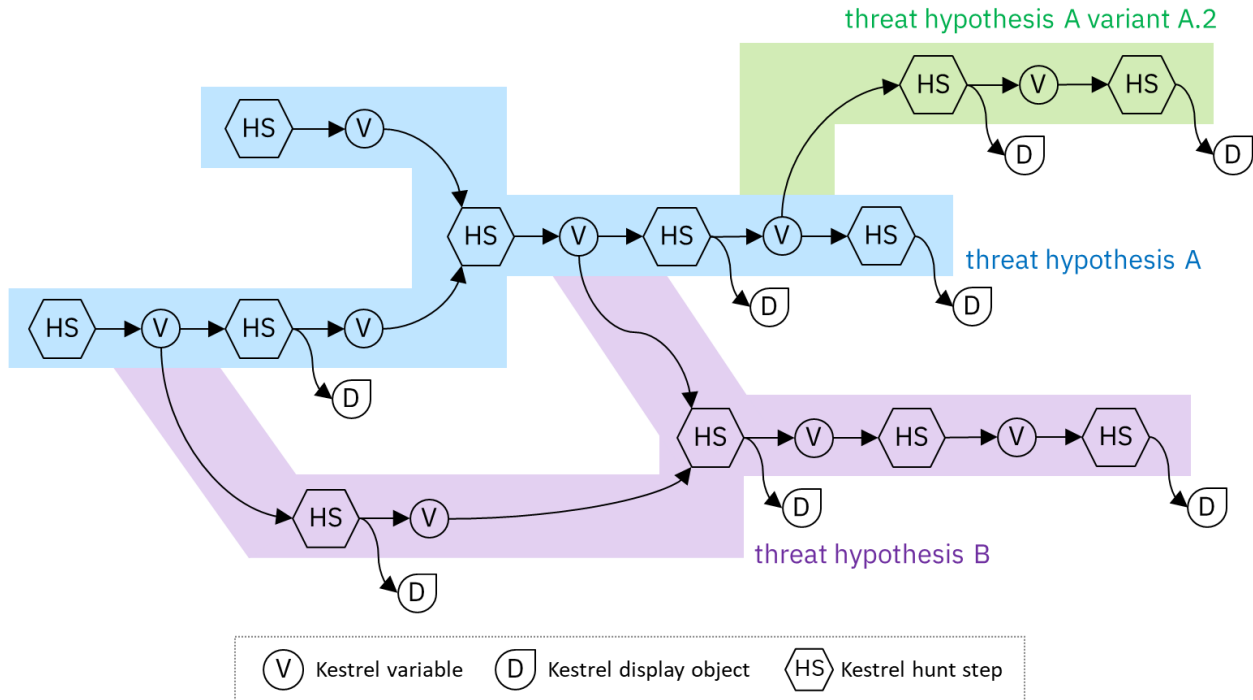 threat hypothesis A variant A.2
HS V HS
HS V D D
HS V HS V HS
threat hypothesis A
D D
HS V HS V
D
HS V HS V HS
HS V D D
threat hypothesis B
D
V Kestrel variable D Kestrel display object HS Kestrel hunt step